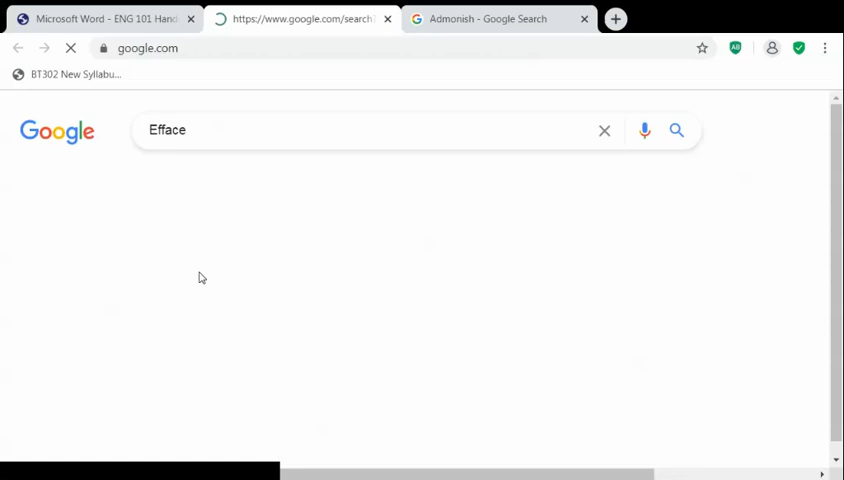 Microsoft Word - ENG 101 Hand
https://www.google.com/search?
Admonish - Google Search
google.com
BT302 New Syllabu...
Google
Efface